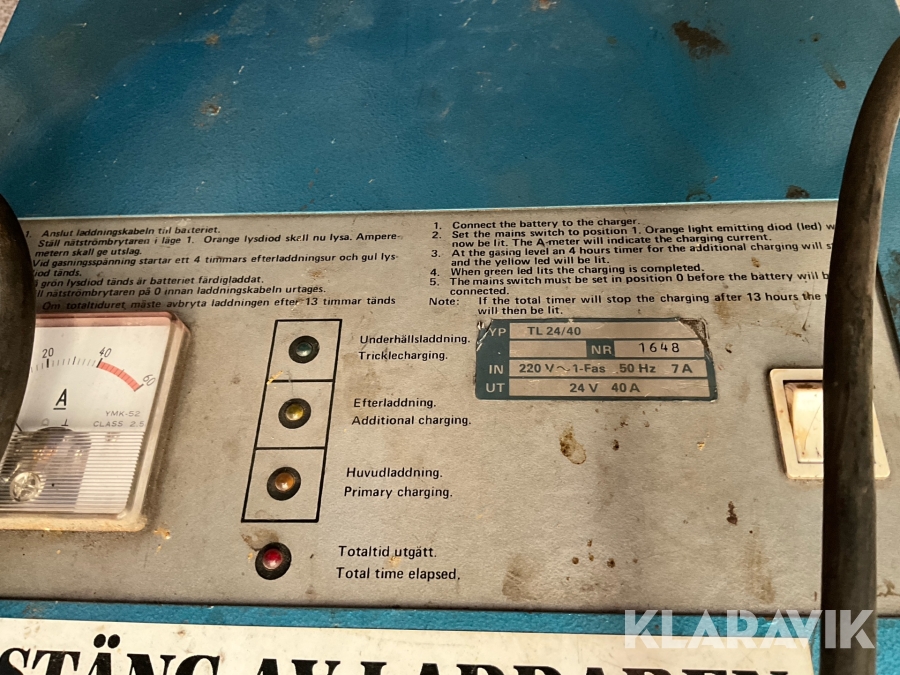 1. Anslut laddningskabeln till batteriet.
Ställ nätströmbrytaren i läge 1. Orange lysdiod skall nu lysa. Ampere-
metern skall ge utslag.
Vid gasningsspänning startar ett 4 timmars efterladdningsur och gul lys-
diod tänds.
grön lysdiod tänds är batteriet färdigladdat.
nätströmbrytaren på 0 innan laddningskabeln urtages.
Om totaltiduret måste avbryta laddningen efter 13 timmar tänds
1. Connect the battery to the charger.
2. Set the mains switch to position 1. Orange light emitting diod (led) w
now be lit. The A-meter will indicate the charging current.
3. At the gasing level an 4 hours timer for the additional charging will s
and the yellow led will be lit.
4. When green led lits the charging is completed.
5. The mains switch must be set in position 0 before the battery will b
connected.
Note: If the total timer will stop the charging after 13 hours the
will then be lit.
20 40 60
A
YMK-52
CLASS 2.5
Underhållsladdning.
Tricklecharging.
Efterladdning.
Additional charging.
Huvudladdning.
Primary charging.
Totaltid utgått.
Total time elapsed.
YP TL 24/40
NR 1648
IN 220 V~1-Fas 50 Hz 7A
UT 24 V 40 A
STÄNG AV LADDAREN
KLARAVIK